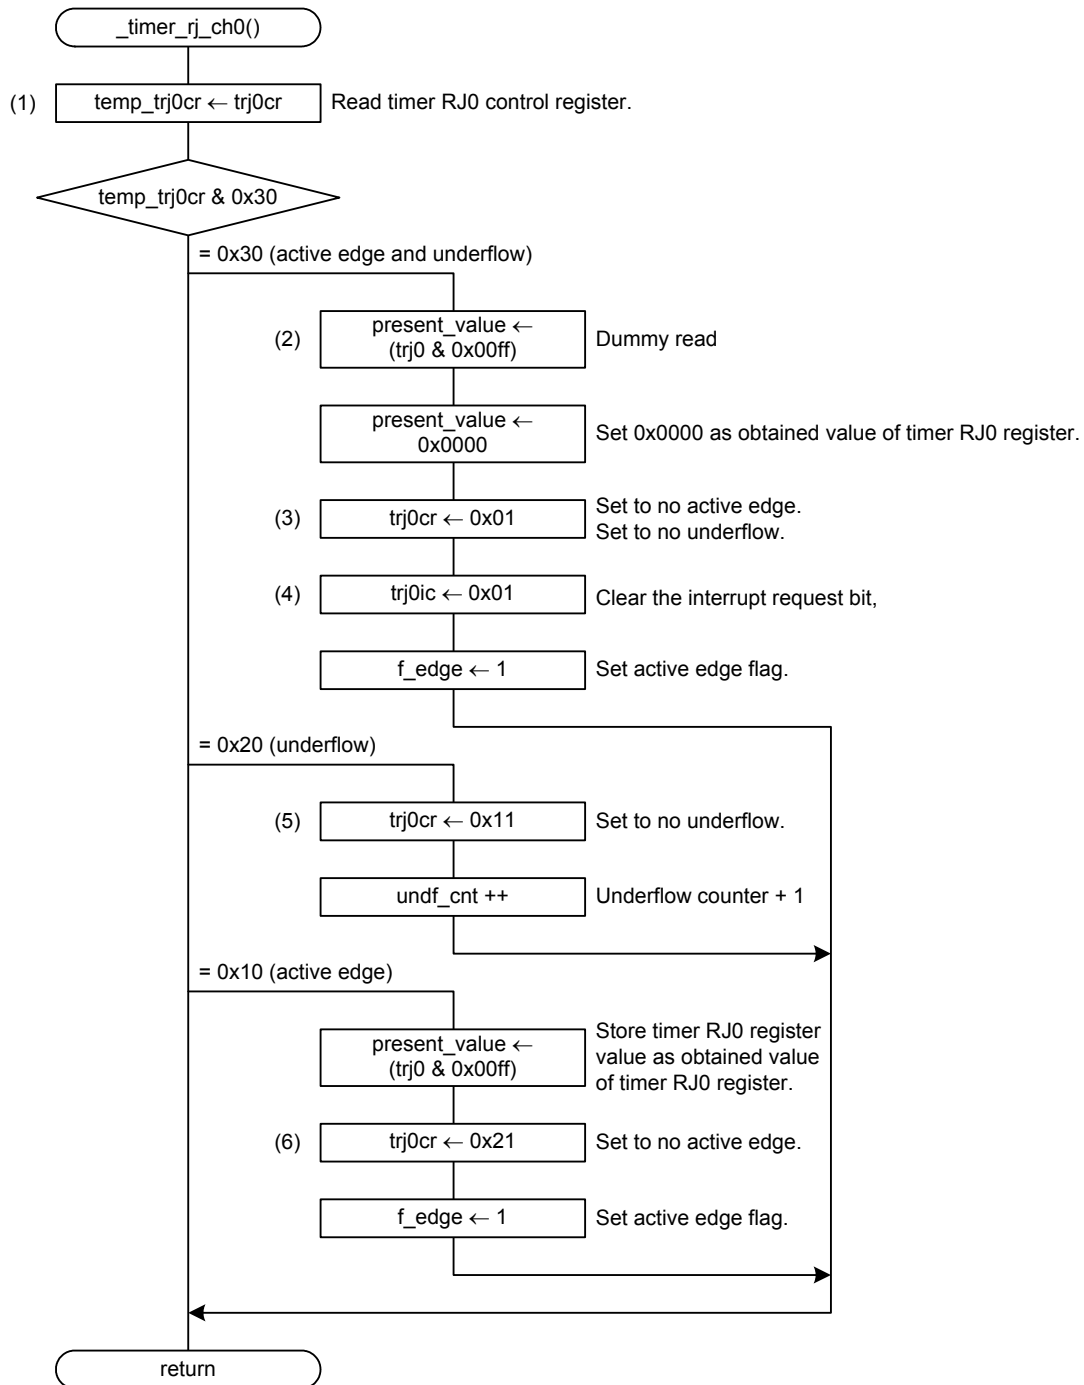 _timer_rj_ch0()
(1)
temp_trj0cr ← trj0cr
Read timer RJ0 control register.
temp_trj0cr & 0x30
= 0x30 (active edge and underflow)
(2)
present_value ←
(trj0 & 0x00ff)
Dummy read
present_value ←
0x0000
Set 0x0000 as obtained value of timer RJ0 register.
(3)
trj0cr ← 0x01
Set to no active edge.
Set to no underflow.
(4)
trj0ic ← 0x01
Clear the interrupt request bit,
f_edge ← 1
Set active edge flag.
= 0x20 (underflow)
(5)
trj0cr ← 0x11
Set to no underflow.
undf_cnt ++
Underflow counter + 1
= 0x10 (active edge)
present_value ←
(trj0 & 0x00ff)
Store timer RJ0 register
value as obtained value
of timer RJ0 register.
(6)
trj0cr ← 0x21
Set to no active edge.
f_edge ← 1
Set active edge flag.
return